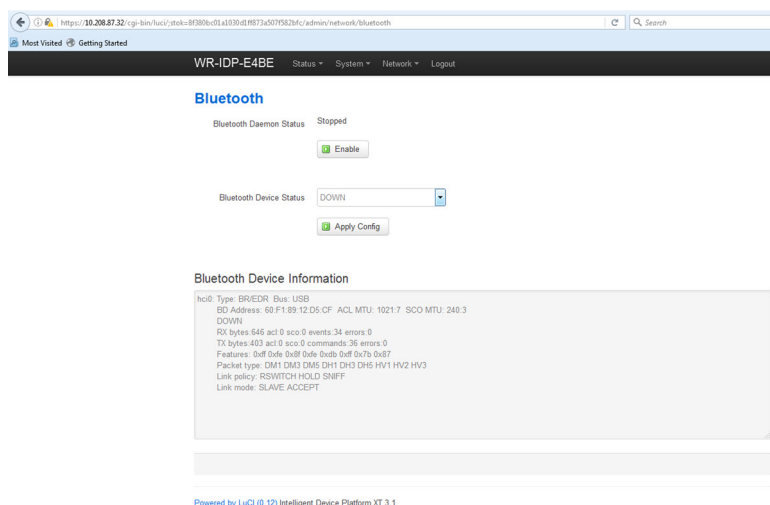 https://10.208.87.32/cgi-bin/luci/;stok=8f380bc01a1030d1ff873a507f582bfc/admin/network/bluetooth
Search
Most Visited Getting Started
WR-IDP-E4BE Status System Network Logout
Bluetooth
Bluetooth Daemon Status Stopped
Enable
Bluetooth Device Status DOWN
Apply Config
Bluetooth Device Information
hci0: Type: BR/EDR Bus: USB
BD Address: 60:F1:89:12:D5:CF ACL MTU: 1021:7 SCO MTU: 240:3
DOWN
RX bytes:646 acl:0 sco:0 events:34 errors:0
TX bytes:403 acl:0 sco:0 commands:36 errors:0
Features: 0xff 0xfe 0x8f 0xfe 0xdb 0xff 0x7b 0x87
Packet type: DM1 DM3 DM5 DH1 DH3 DH5 HV1 HV2 HV3
Link policy: RSWITCH HOLD SNIFF
Link mode: SLAVE ACCEPT
Powered by LuCI (0.12) Intelligent Device Platform XT 3.1